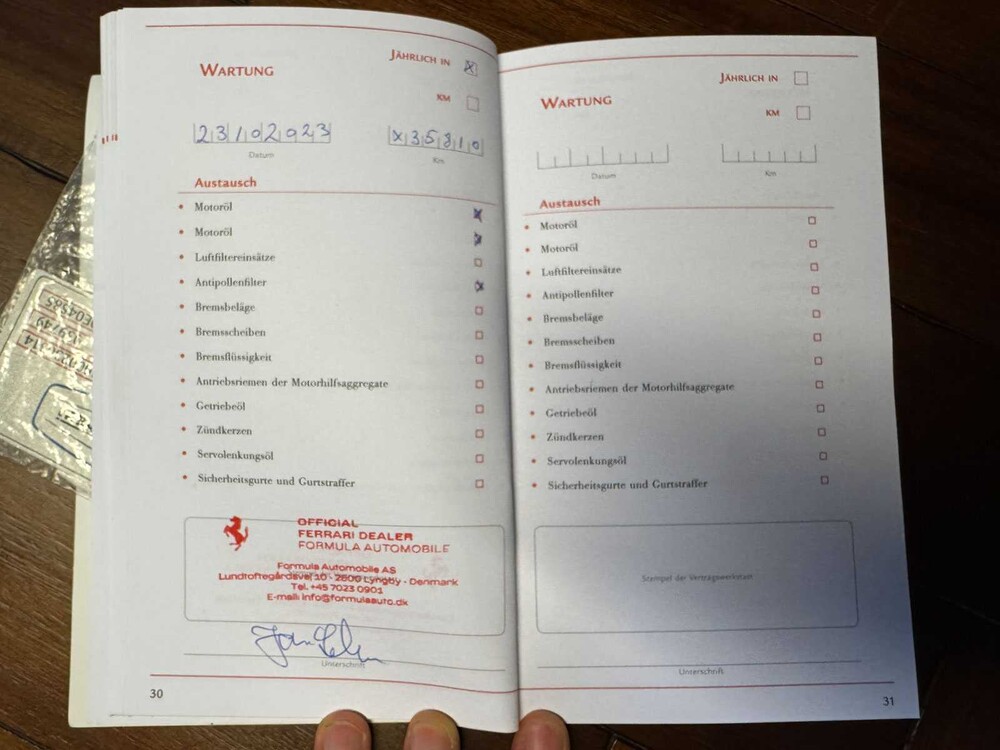 JÄHRLICH IN X
WARTUNG
KM
23102023
X35810
Datum
Km
Austausch
• Motoröl X
• Motoröl X
• Luftfiltereinsätze
• Antipollenfilter X
• Bremsbeläge
• Bremsscheiben
• Bremsflüssigkeit
• Antriebsriemen der Motorhilfsaggregate
• Getriebeöl
• Zündkerzen
• Servolenkungsöl
• Sicherheitsgurte und Gurtstraffer
OFFICIAL
FERRARI DEALER
FORMULA AUTOMOBILE
Formula Automobile AS
Lundtoftegårdsvej 10 - 2800 Lyngby - Denmark
Tel. +45 7023 0901
E-mail: info@formulaauto.dk
Unterschrift
30
JÄHRLICH IN
WARTUNG
KM
Datum
Km
Austausch
• Motoröl
• Motoröl
• Luftfiltereinsätze
• Antipollenfilter
• Bremsbeläge
• Bremsscheiben
• Bremsflüssigkeit
• Antriebsriemen der Motorhilfsaggregate
• Getriebeöl
• Zündkerzen
• Servolenkungsöl
• Sicherheitsgurte und Gurtstraffer
Stempel der Vertragswerkstatt
Unterschrift
31